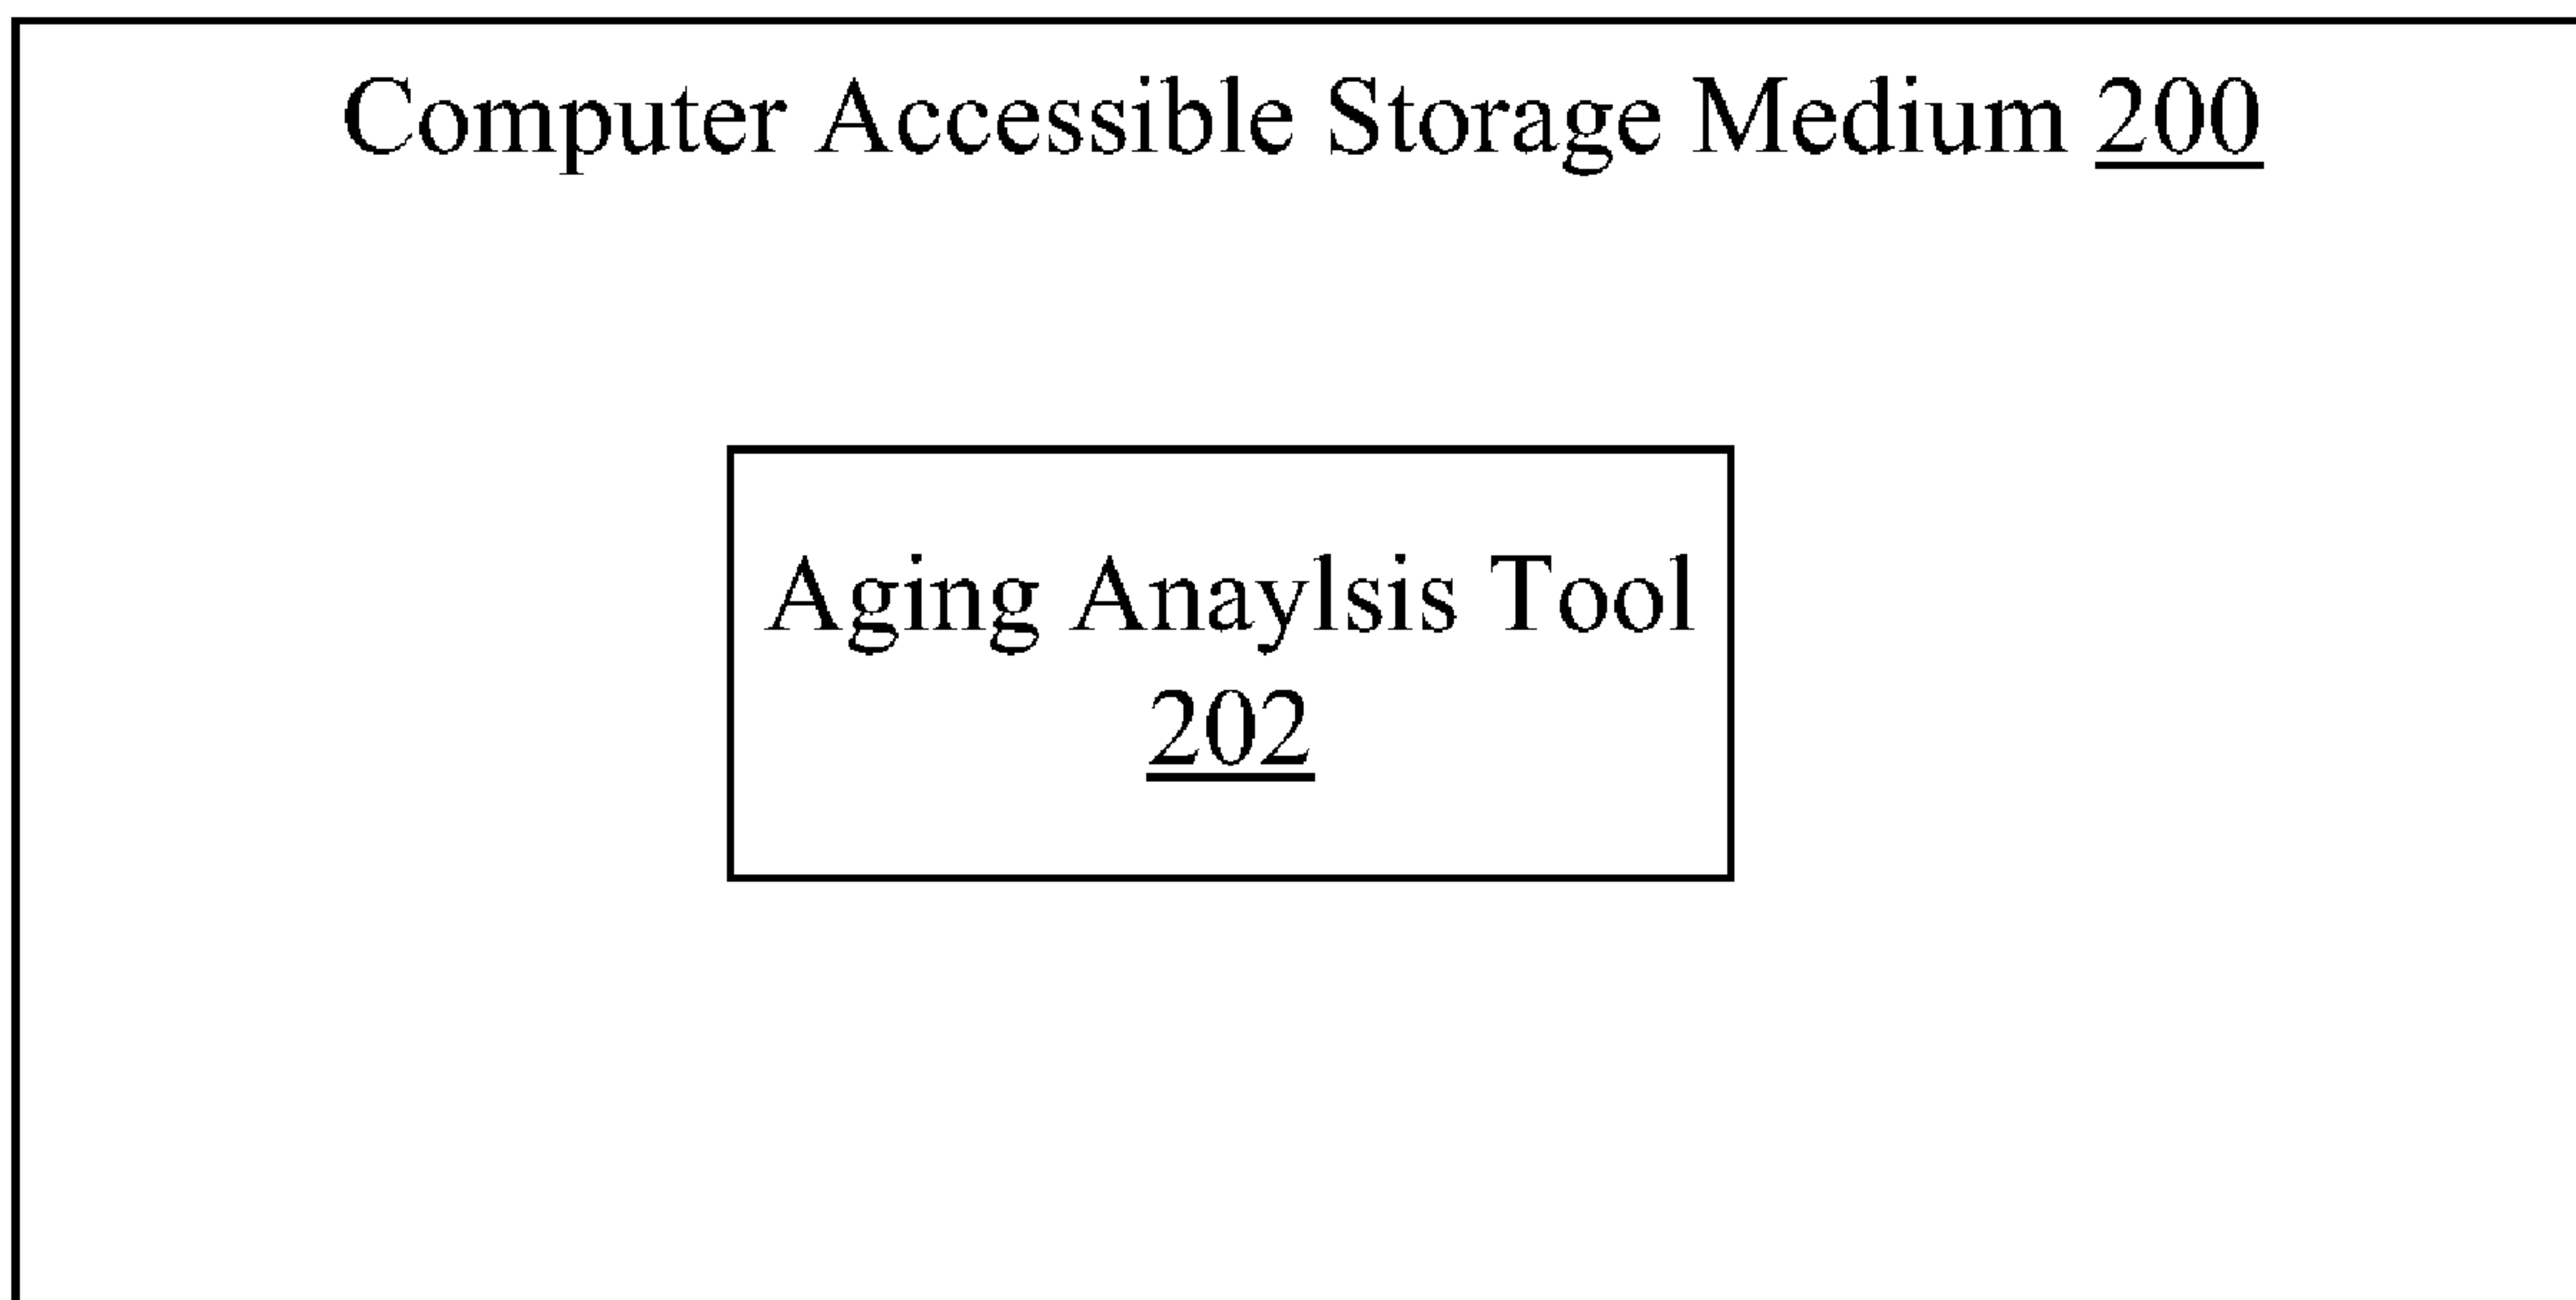 Computer Accessible Storage Medium 200
Aging Anaylsis Tool
202